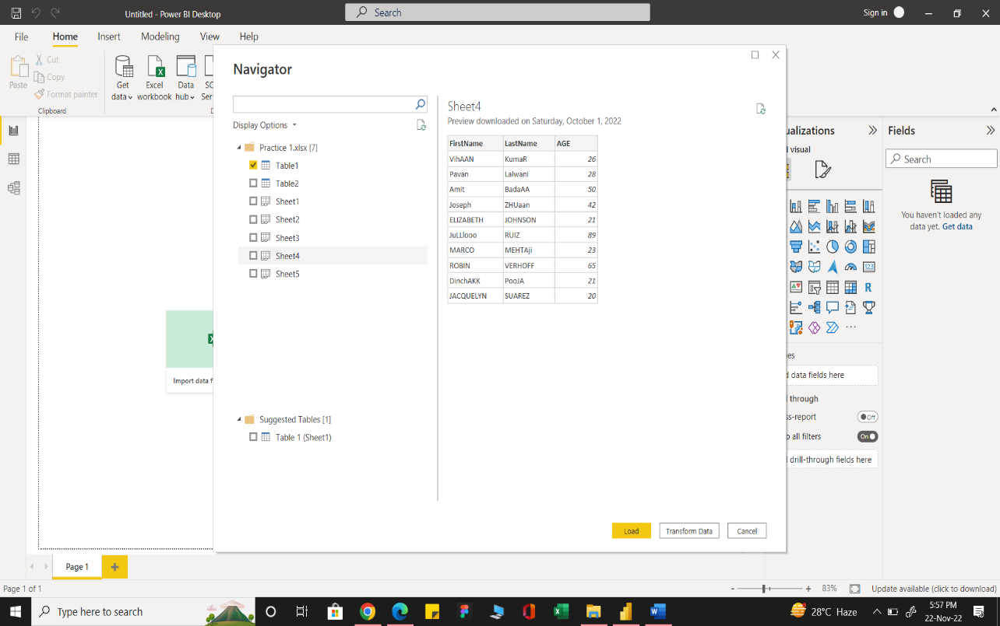 Untitled - Power BI Desktop
Search
Sign in
File Home Insert Modeling View Help
Paste
Cut
Copy
Format painter
Clipboard
Get data
Excel workbook
Data hub
Navigator
Display Options
Practice 1.xlsx [7]
Table1
Table2
Sheet1
Sheet2
Sheet3
Sheet4
Sheet5
Suggested Tables [1]
Table 1 (Sheet1)
Sheet4
Preview downloaded on Saturday, October 1, 2022
FirstName LastName AGE
VihAAN KumaR 26
Pavan Lalwani 28
Amit BadaAA 50
Joseph ZHUaan 42
ELIZABETH JOHNSON 21
JuLLlooo RUIZ 89
MARCO MEHTAji 23
ROBIN VERHOFF 65
DinchAKK PooJA 21
JACQUELYN SUAREZ 20
Load Transform Data Cancel
Import data f
ualizations
d visual
123
R
es
d data fields here
l through
ss-report Off
p all filters On
l drill-through fields here
Fields
Search
You haven't loaded any
data yet. Get data
Page 1
Page 1 of 1
- + 83% Update available (click to download)
Type here to search
28°C Haze
5:57 PM
22-Nov-22